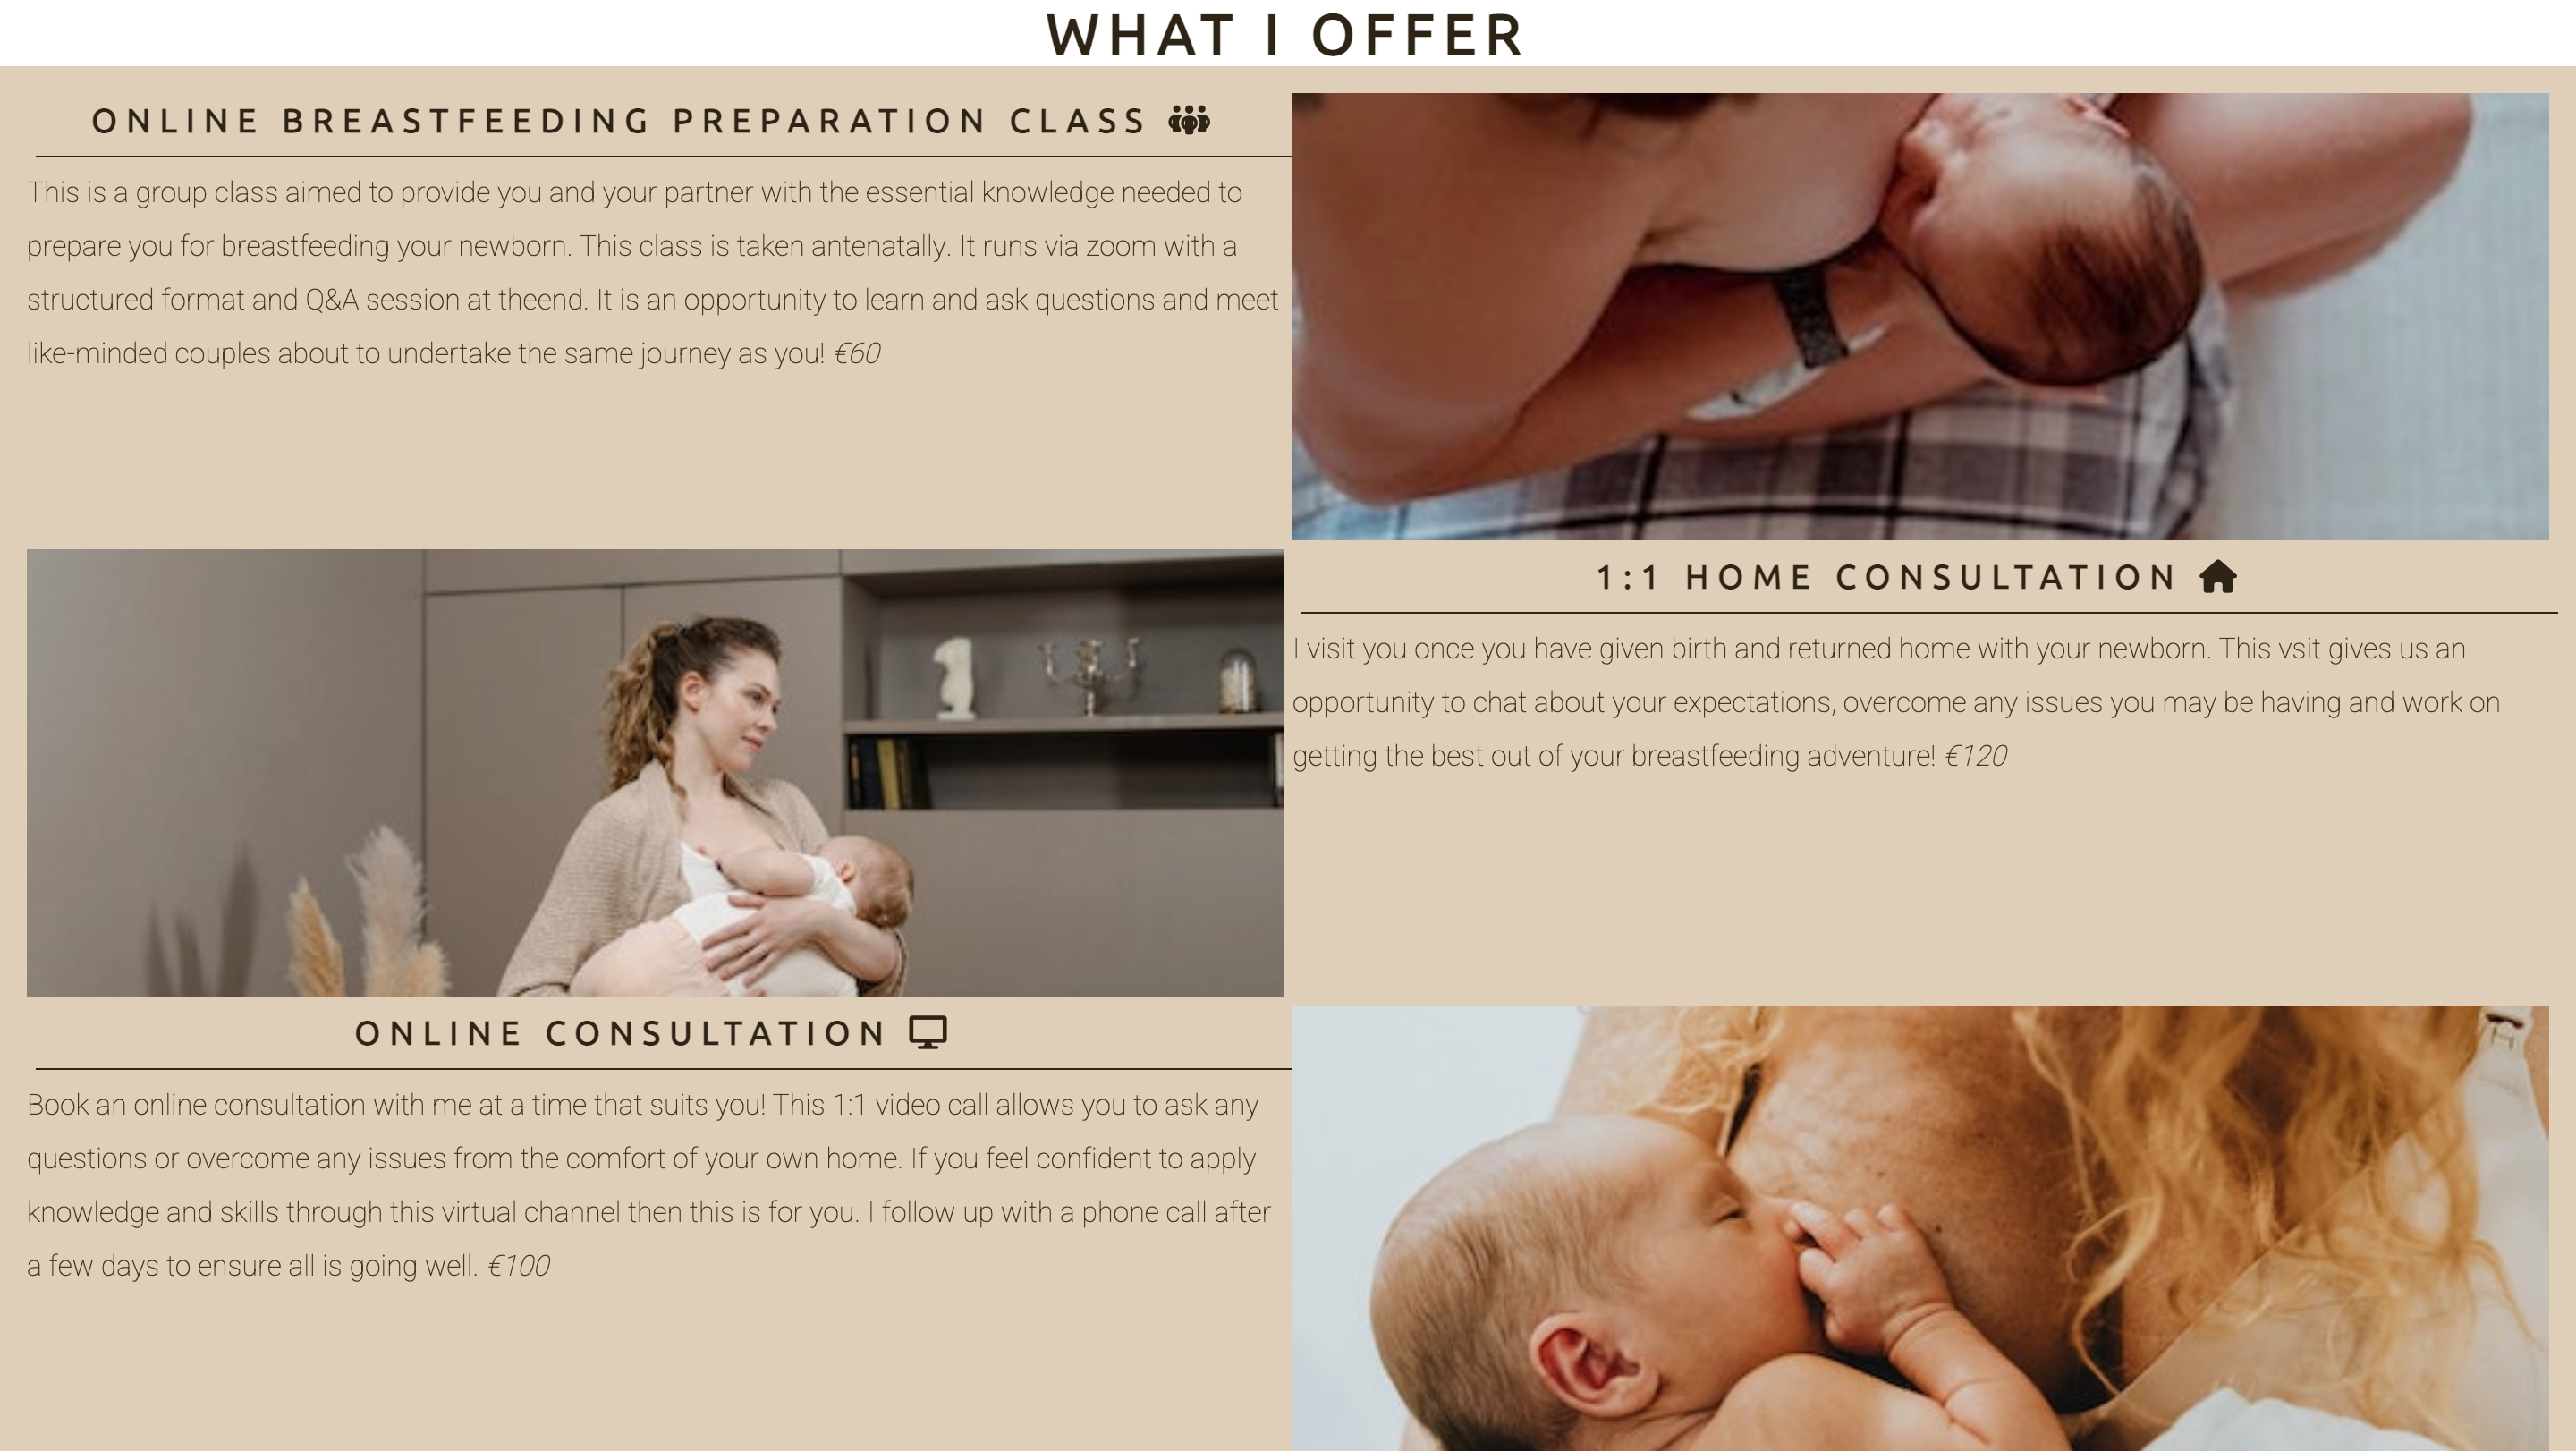 WHAT I OFFER
ONLINE BREASTFEEDING PREPARATION CLASS
This is a group class aimed to provide you and your partner with the essential knowledge needed to
prepare you for breastfeeding your newborn. This class is taken antenatally. It runs via zoom with a
structured format and Q&A session at theend. It is an opportunity to learn and ask questions and meet
like-minded couples about to undertake the same journey as you! €60
1:1 HOME CONSULTATION
I visit you once you have given birth and returned home with your newborn. This vsit gives us an
opportunity to chat about your expectations, overcome any issues you may be having and work on
getting the best out of your breastfeeding adventure! €120
ONLINE CONSULTATION
Book an online consultation with me at a time that suits you! This 1:1 video call allows you to ask any
questions or overcome any issues from the comfort of your own home. If you feel confident to apply
knowledge and skills through this virtual channel then this is for you. I follow up with a phone call after
a few days to ensure all is going well. €100